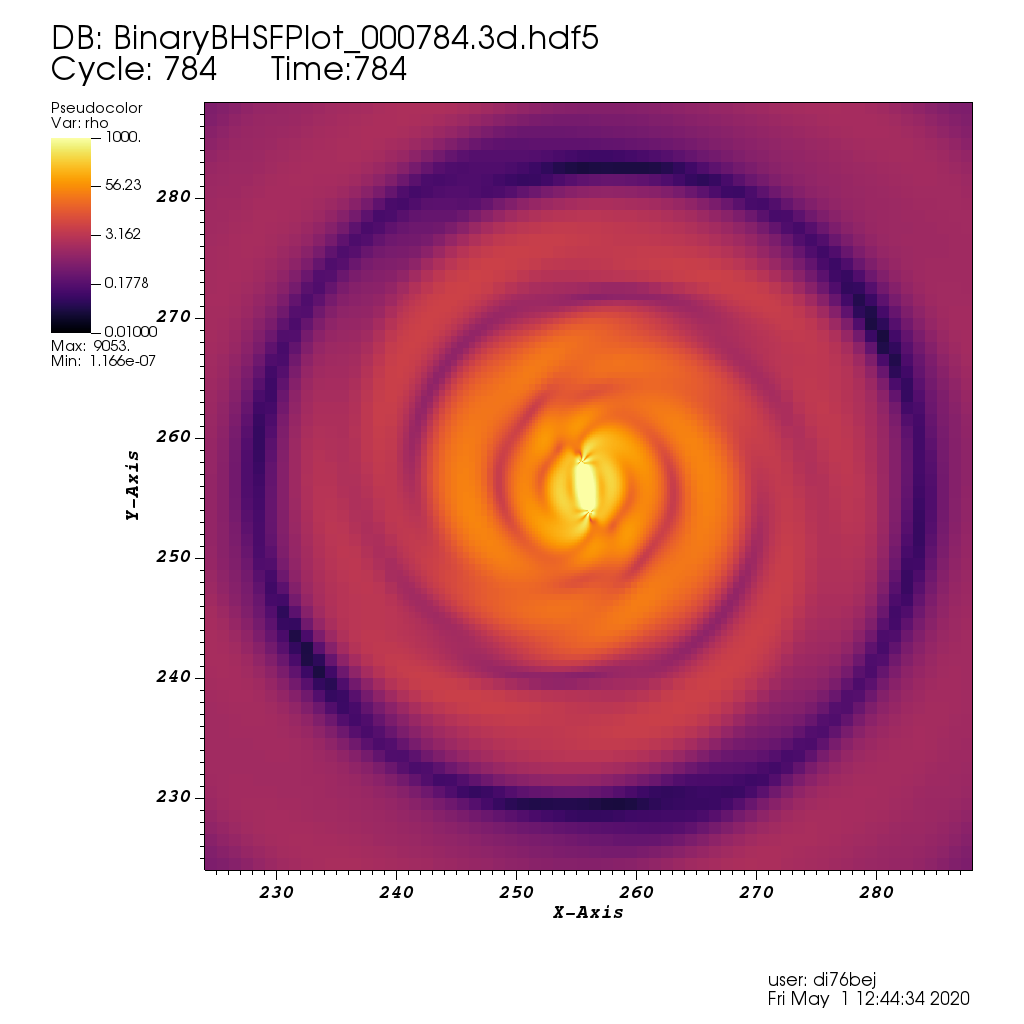 DB: BinaryBHSFPlot_000784.3d.hdf5
Cycle: 784 Time:784
Pseudocolor
Var: rho
1000.
56.23
3.162
0.1778
0.01000
Max: 9053.
Min: 1.166e-07
280
270
260
250
240
230
Y-Axis
230 240 250 260 270 280
X-Axis
user: di76bej
Fri May 1 12:44:34 2020